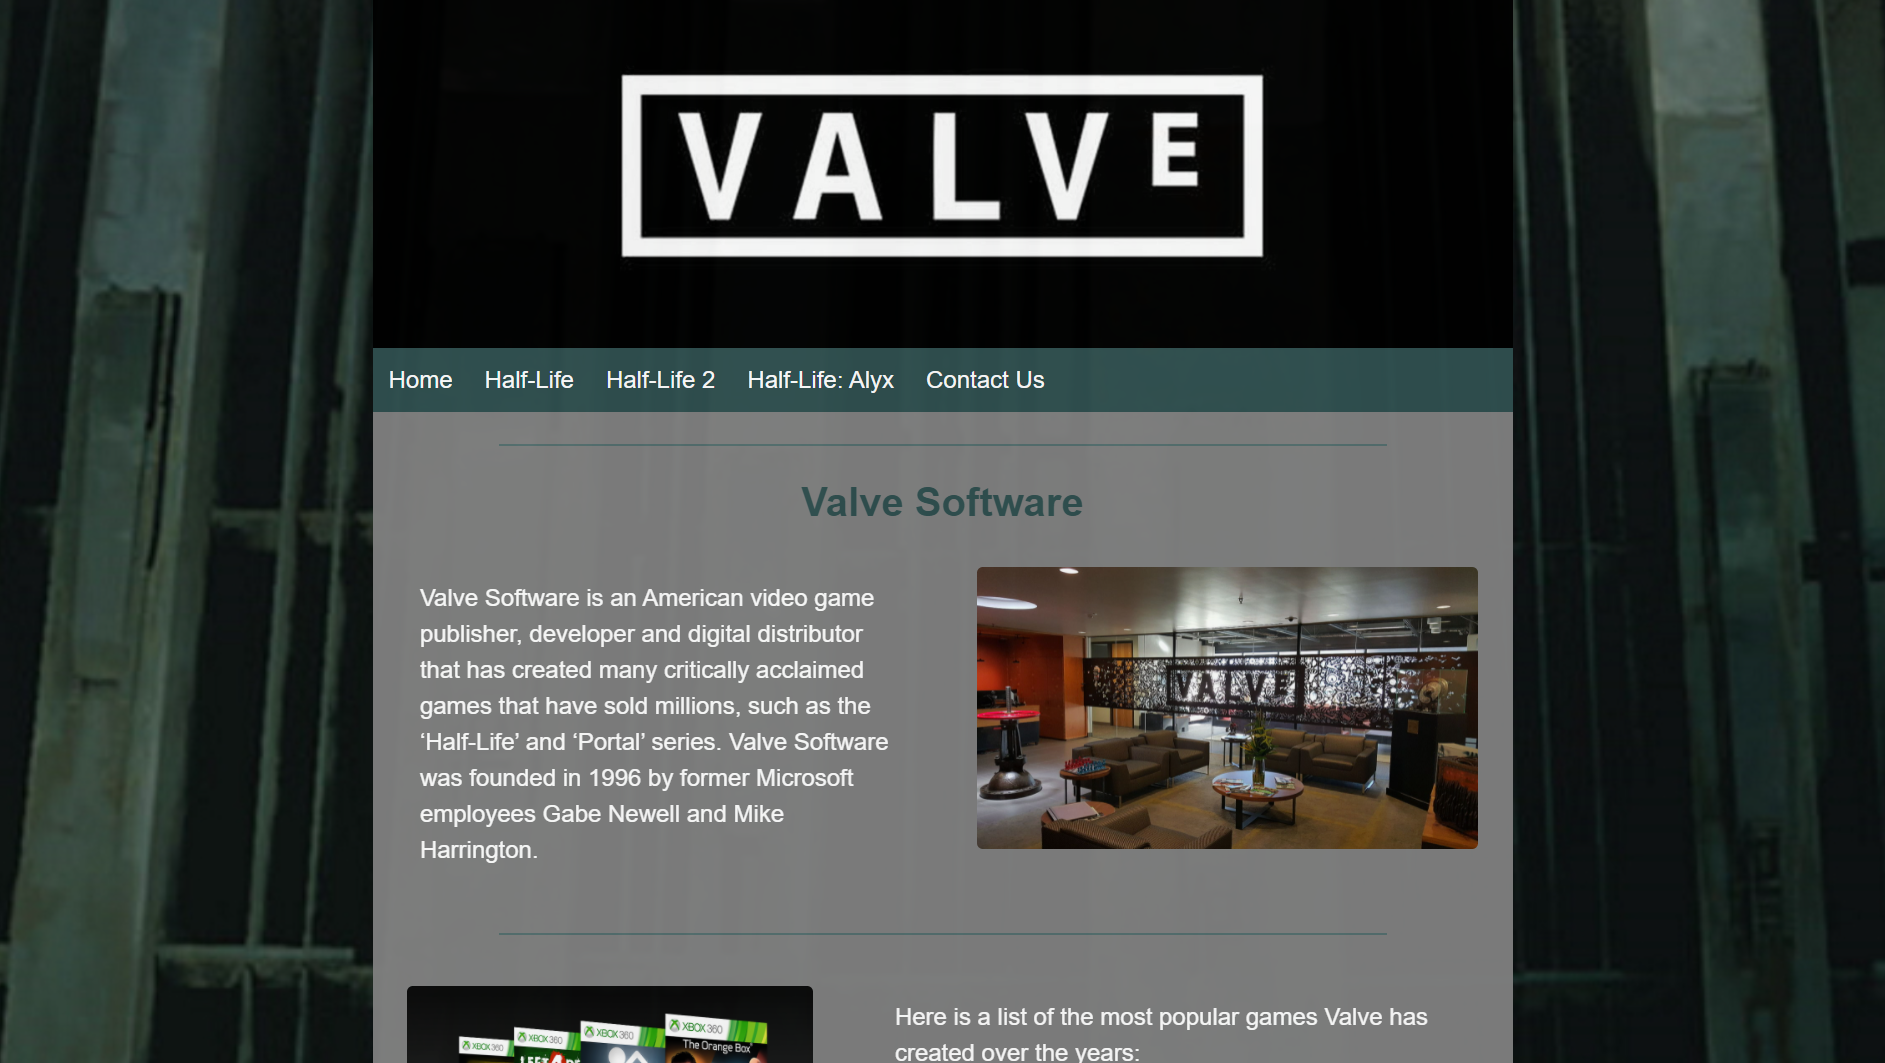 VALVE
Home Half-Life Half-Life 2 Half-Life: Alyx Contact Us
Valve Software
Valve Software is an American video game
publisher, developer and digital distributor
that has created many critically acclaimed
games that have sold millions, such as the
‘Half-Life’ and ‘Portal’ series. Valve Software
was founded in 1996 by former Microsoft
employees Gabe Newell and Mike
Harrington.
VALVE
XBOX 360
XBOX 360
XBOX 360
XBOX 360
The Orange Box
Here is a list of the most popular games Valve has
created over the years: